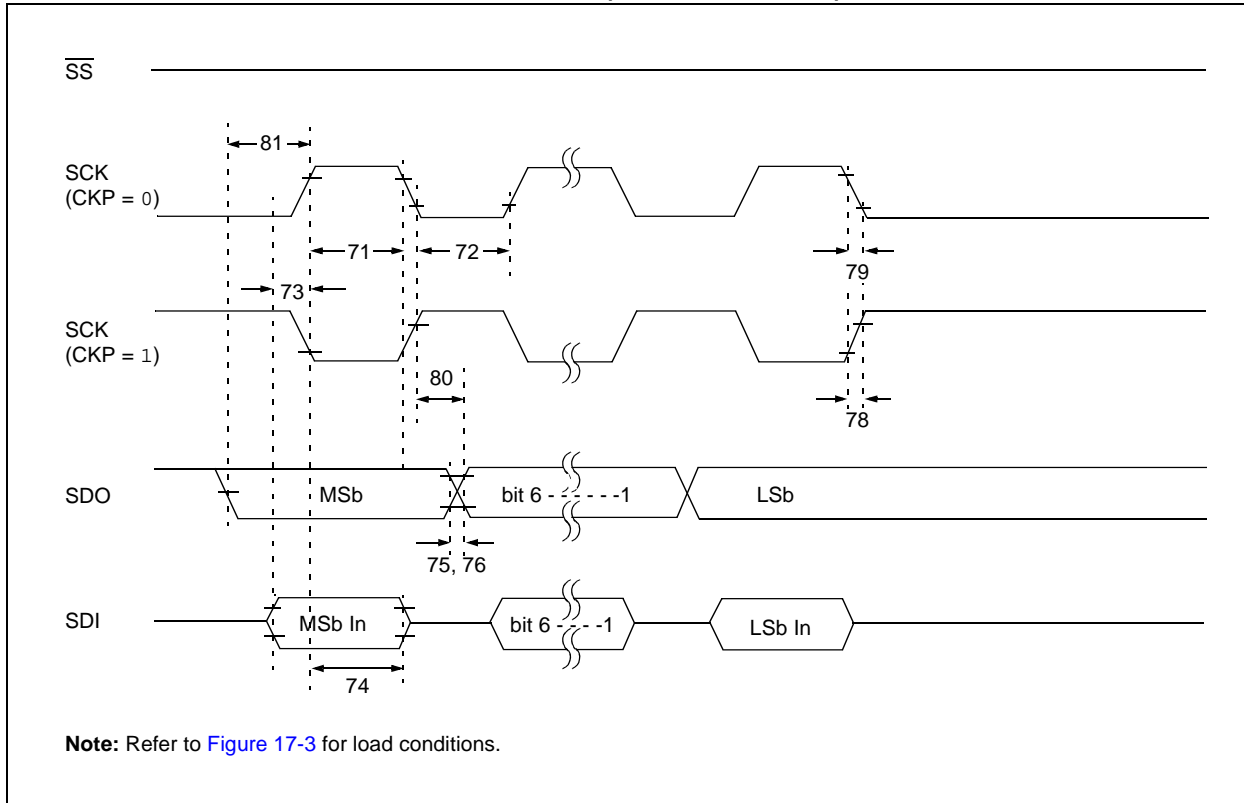 SS
81
SCK
(CKP = 0)
71
72
79
73
SCK
(CKP = 1)
80
78
SDO
MSb
bit 6 - - - - - -1
LSb
75, 76
SDI
MSb In
bit 6 - - - -1
LSb In
74
Note: Refer to Figure 17-3 for load conditions.